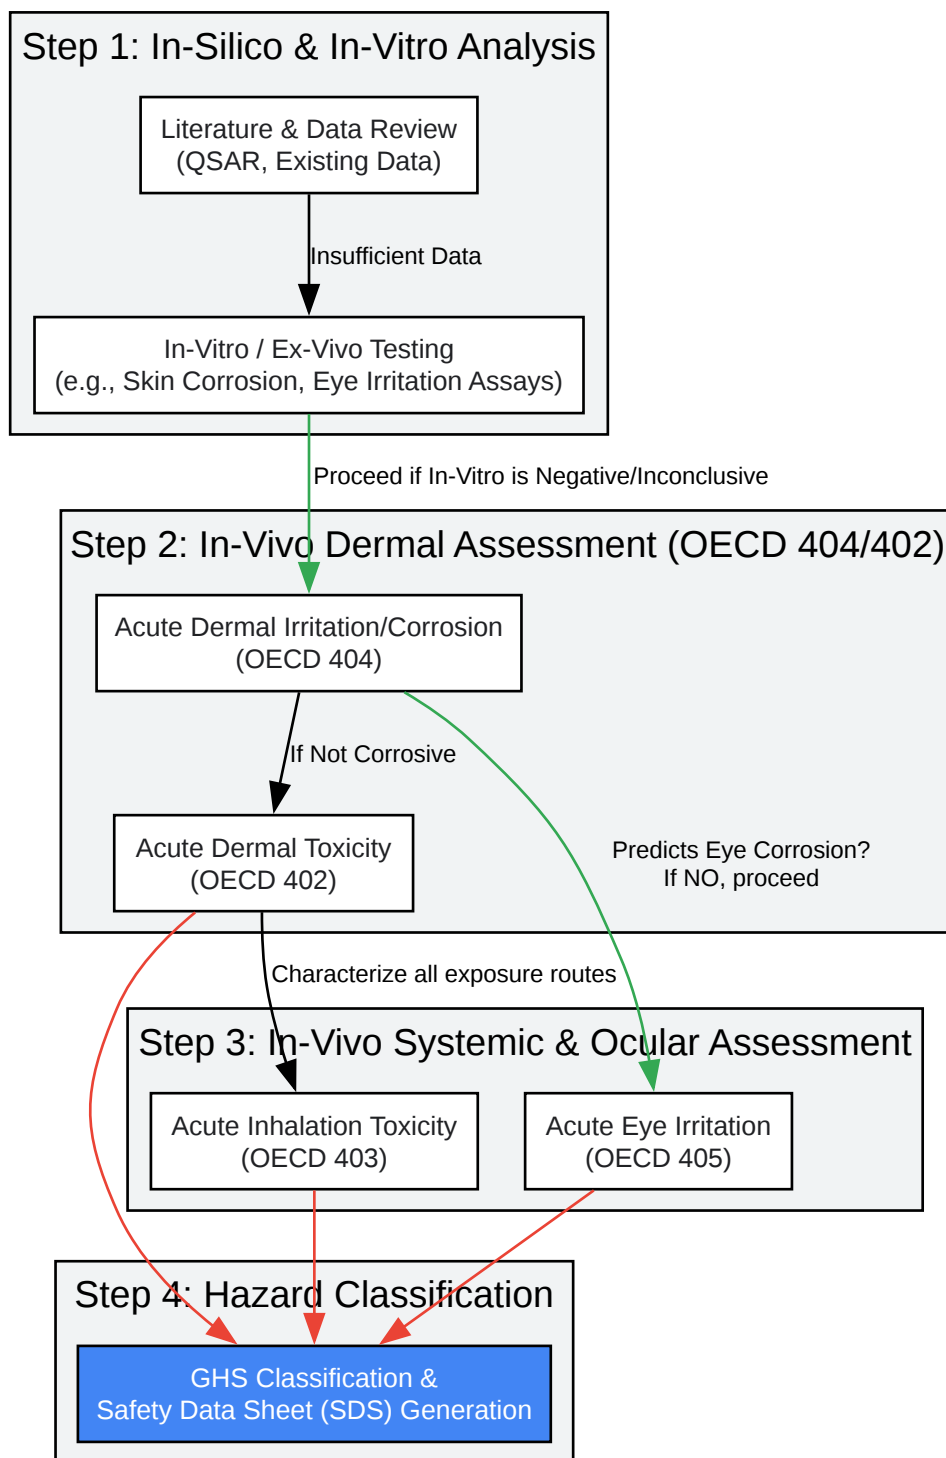 Step 1: In-Silico & In-Vitro Analysis
Literature & Data Review
(QSAR, Existing Data)
Insufficient Data
In-Vitro / Ex-Vivo Testing
(e.g., Skin Corrosion, Eye Irritation Assays)
Proceed if In-Vitro is Negative/Inconclusive
Step 2: In-Vivo Dermal Assessment (OECD 404/402)
Acute Dermal Irritation/Corrosion
(OECD 404)
If Not Corrosive
Acute Dermal Toxicity
(OECD 402)
Predicts Eye Corrosion?
If NO, proceed
Characterize all exposure routes
Step 3: In-Vivo Systemic & Ocular Assessment
Acute Inhalation Toxicity
(OECD 403)
Acute Eye Irritation
(OECD 405)
Step 4: Hazard Classification
GHS Classification &
Safety Data Sheet (SDS) Generation